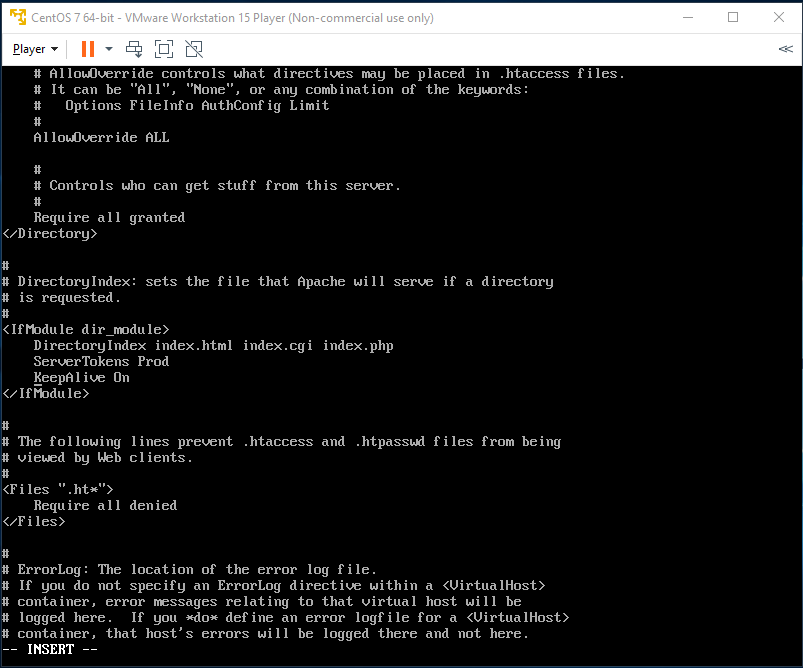 CentOS 7 64-bit - VMware Workstation 15 Player (Non-commercial use only)
Player
# AllowOverride controls what directives may be placed in .htaccess files.
# It can be "All", "None", or any combination of the keywords:
#   Options FileInfo AuthConfig Limit
#
AllowOverride ALL
#
# Controls who can get stuff from this server.
#
Require all granted
</Directory>
#
# DirectoryIndex: sets the file that Apache will serve if a directory
# is requested.
#
<IfModule dir_module>
DirectoryIndex index.html index.cgi index.php
ServerTokens Prod
KeepAlive On
</IfModule>
#
# The following lines prevent .htaccess and .htpasswd files from being
# viewed by Web clients.
#
<Files ".ht*">
Require all denied
</Files>
#
# ErrorLog: The location of the error log file.
# If you do not specify an ErrorLog directive within a <VirtualHost>
# container, error messages relating to that virtual host will be
# logged here.  If you *do* define an error logfile for a <VirtualHost>
# container, that host's errors will be logged there and not here.
-- INSERT --